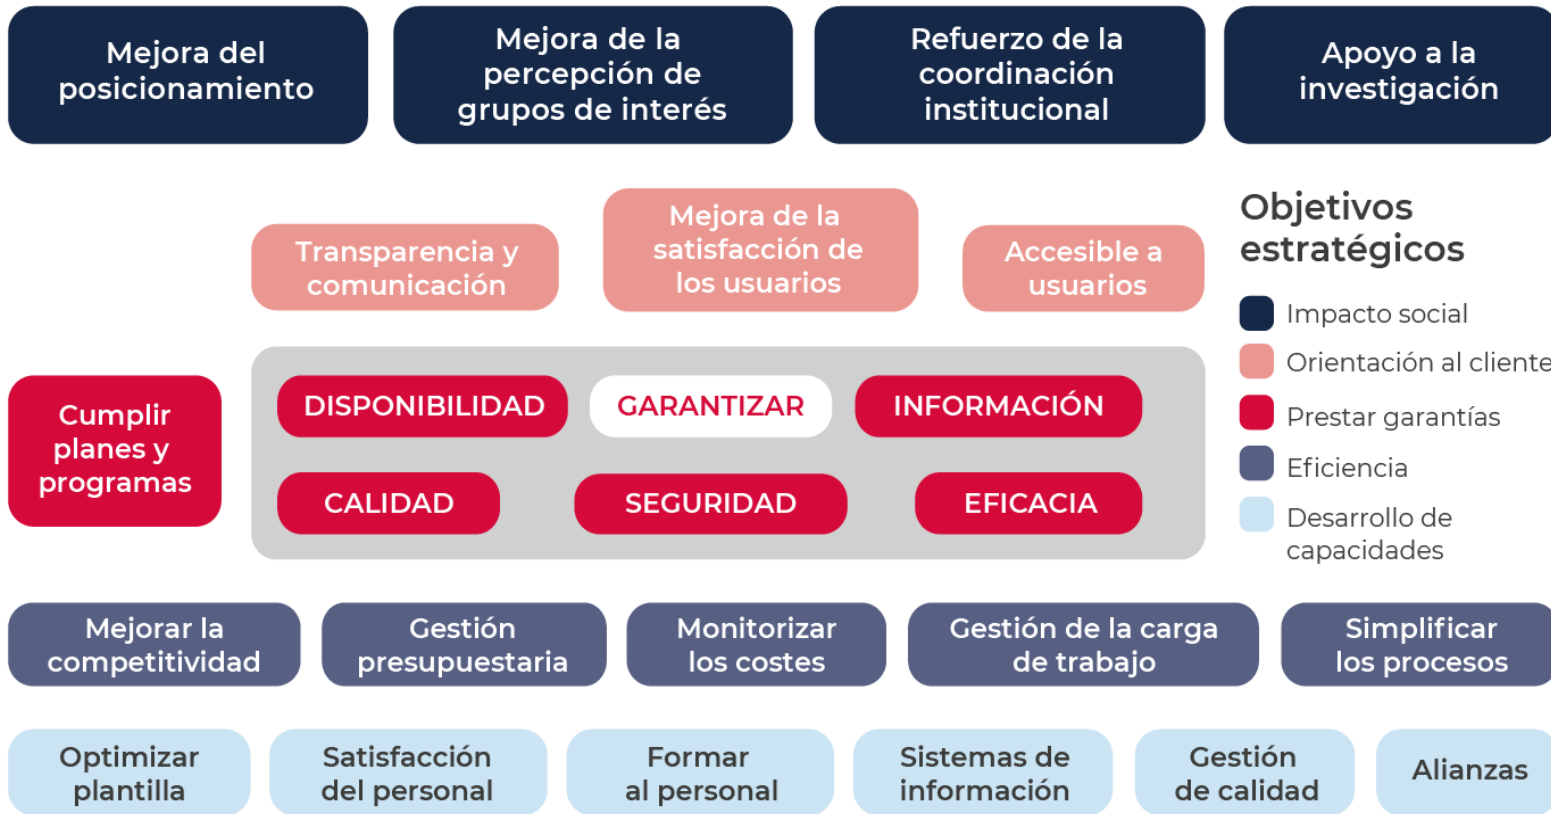 Mejora del
posicionamiento
Mejora de la
percepción de
grupos de interés
Refuerzo de la
coordinación
institucional
Apoyo a la
investigación
Transparencia y
comunicación
Mejora de la
satisfacción de
los usuarios
Accesible a
usuarios
Objetivos
estratégicos
Impacto social
Orientación al cliente
Prestar garantías
Eficiencia
Desarrollo de
capacidades
Cumplir
planes y
programas
DISPONIBILIDAD
GARANTIZAR
INFORMACIÓN
CALIDAD
SEGURIDAD
EFICACIA
Mejorar la
competitividad
Gestión
presupuestaria
Monitorizar
los costes
Gestión de la carga
de trabajo
Simplificar
los procesos
Optimizar
plantilla
Satisfacción
del personal
Formar
al personal
Sistemas de
información
Gestión
de calidad
Alianzas